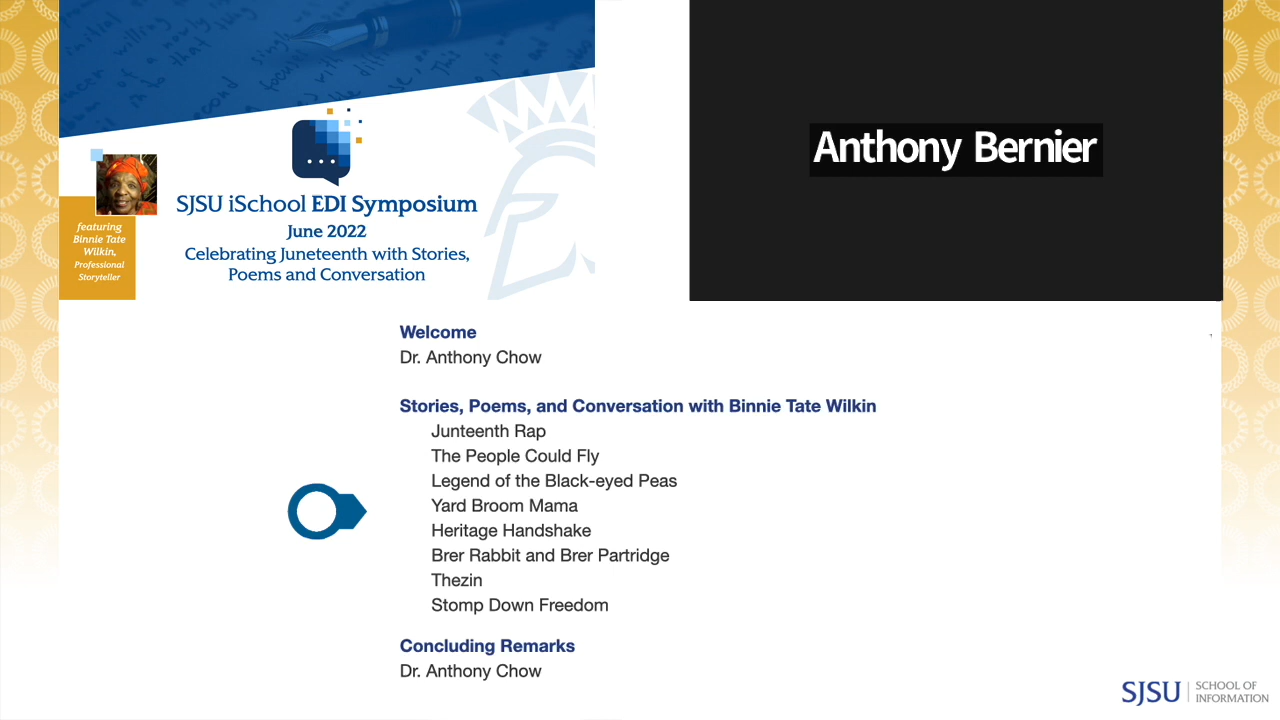 SJSU iSchool EDI Symposium
June 2022
Celebrating Juneteenth with Stories,
Poems and Conversation
featuring
Binnie Tate
Wilkin,
Professional
Storyteller
Anthony Bernier
Welcome
Dr. Anthony Chow
Stories, Poems, and Conversation with Binnie Tate Wilkin
Junteenth Rap
The People Could Fly
Legend of the Black-eyed Peas
Yard Broom Mama
Heritage Handshake
Brer Rabbit and Brer Partridge
Thezin
Stomp Down Freedom
Concluding Remarks
Dr. Anthony Chow
SJSU
SCHOOL OF
INFORMATION